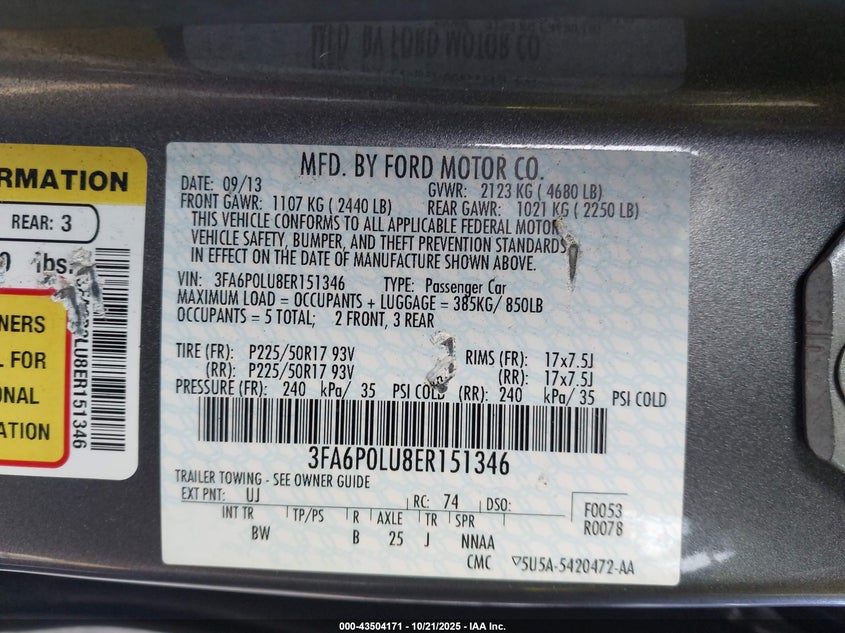 MFD. BY FORD MOTOR CO.
RMATION
REAR: 3
lbs.
NERS
L FOR
ONAL
ATION
LU8ER151346
MFD. BY FORD MOTOR CO.
DATE: 09/13 GVWR: 2123 KG ( 4680 LB)
FRONT GAWR: 1107 KG ( 2440 LB) REAR GAWR: 1021 KG ( 2250 LB)
THIS VEHICLE CONFORMS TO ALL APPLICABLE FEDERAL MOTOR
VEHICLE SAFETY, BUMPER, AND THEFT PREVENTION STANDARDS
IN EFFECT ON THE DATE OF MANUFACTURE SHOWN ABOVE.
VIN: 3FA6P0LU8ER151346 TYPE: Passenger Car
MAXIMUM LOAD = OCCUPANTS + LUGGAGE = 385KG/ 850LB
OCCUPANTS = 5 TOTAL; 2 FRONT, 3 REAR
TIRE (FR): P225/50R17 93V RIMS (FR): 17x7.5J
(RR): P225/50R17 93V (RR): 17x7.5J
PRESSURE (FR): 240 kPa/ 35 PSI COLD (RR): 240 kPa/ 35 PSI COLD
3FA6P0LU8ER151346
TRAILER TOWING - SEE OWNER GUIDE
EXT PNT: UJ RC: 74 DSO: F0053
INT TR TP/PS R AXLE TR SPR R0078
BW B 25 J NNAA
CMC ▽5U5A-5420472-AA
000-43504171 - 10/21/2025 - IAA Inc.